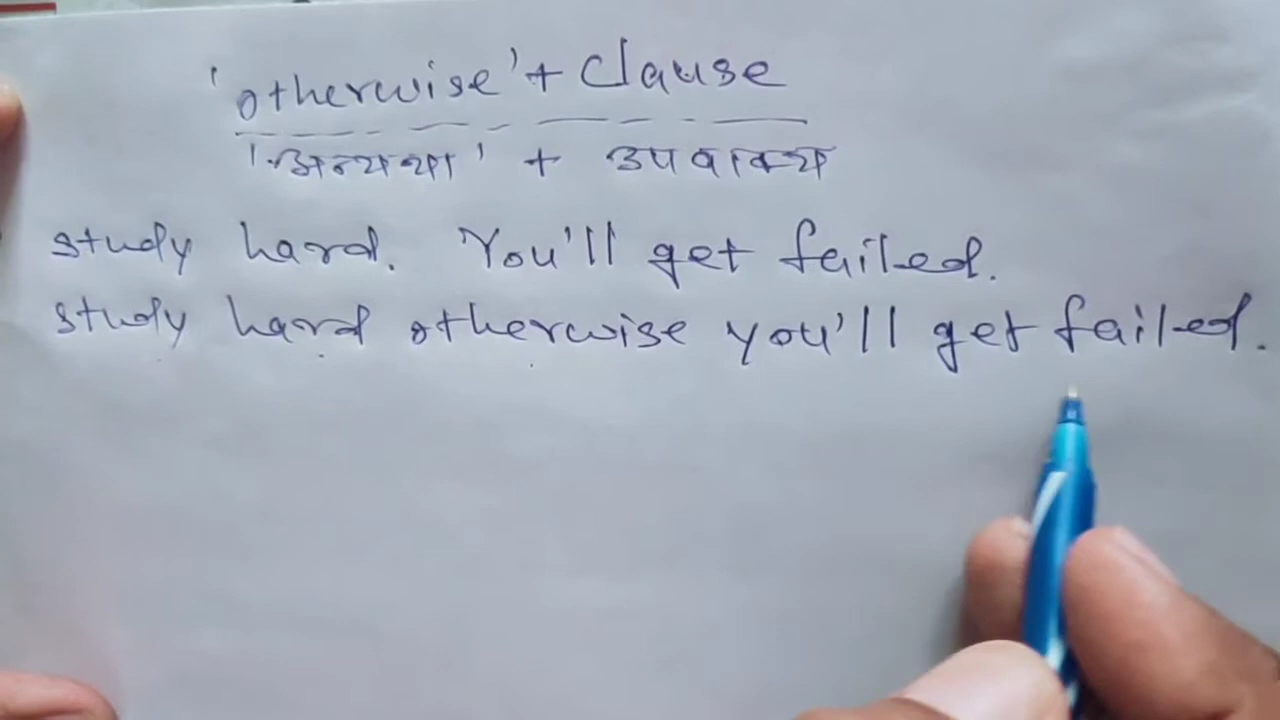 'otherwise' + Clause
'अन्यथा' + उपवाक्य
study hard. You'll get failed.
study hard otherwise you'll get failed.